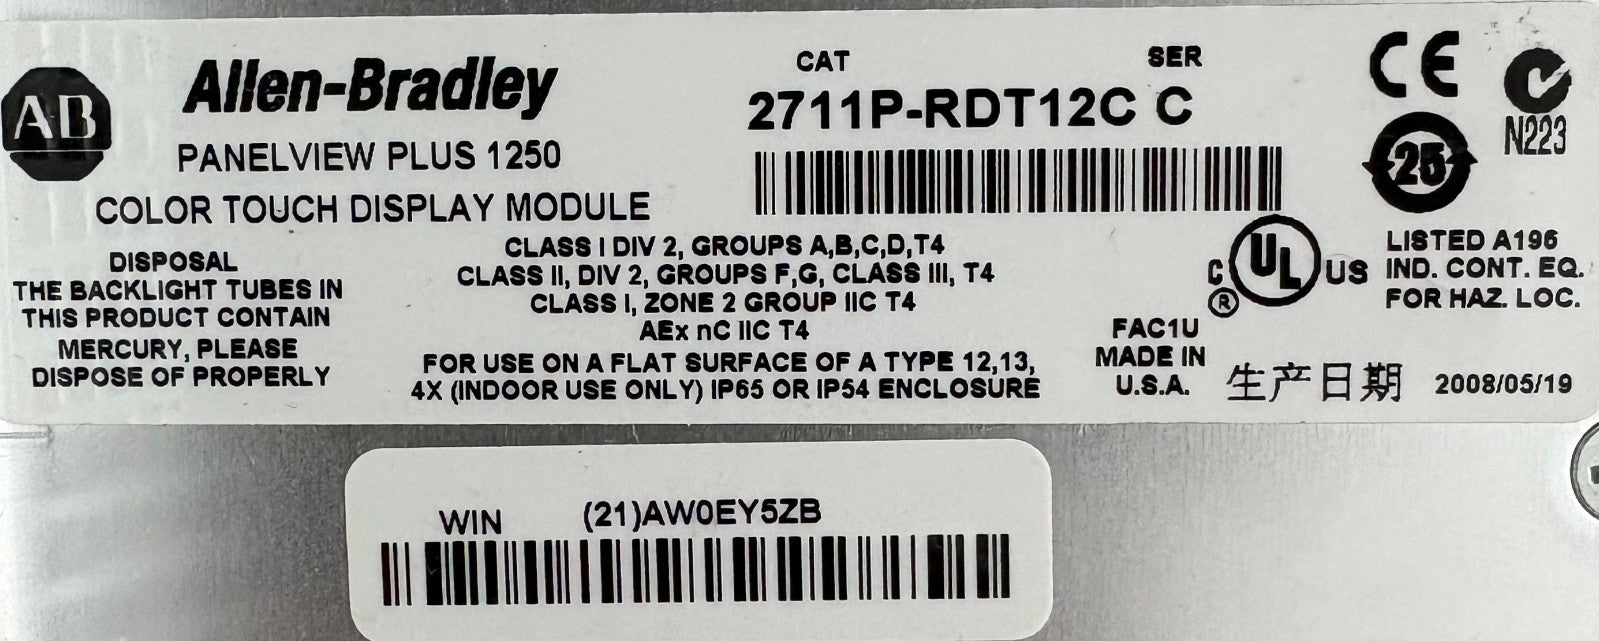 AB
Allen-Bradley
PANELVIEW PLUS 1250
COLOR TOUCH DISPLAY MODULE
CAT SER
2711P-RDT12C C
CE
N223
25
DISPOSAL
THE BACKLIGHT TUBES IN
THIS PRODUCT CONTAIN
MERCURY, PLEASE
DISPOSE OF PROPERLY
CLASS I DIV 2, GROUPS A,B,C,D,T4
CLASS II, DIV 2, GROUPS F,G, CLASS III, T4
CLASS I, ZONE 2 GROUP IIC T4
AEx nC IIC T4
FOR USE ON A FLAT SURFACE OF A TYPE 12,13,
4X (INDOOR USE ONLY) IP65 OR IP54 ENCLOSURE
C UL US
®
LISTED A196
IND. CONT. EQ.
FOR HAZ. LOC.
FAC1U
MADE IN
U.S.A.
生产日期 2008/05/19
WIN (21)AW0EY5ZB